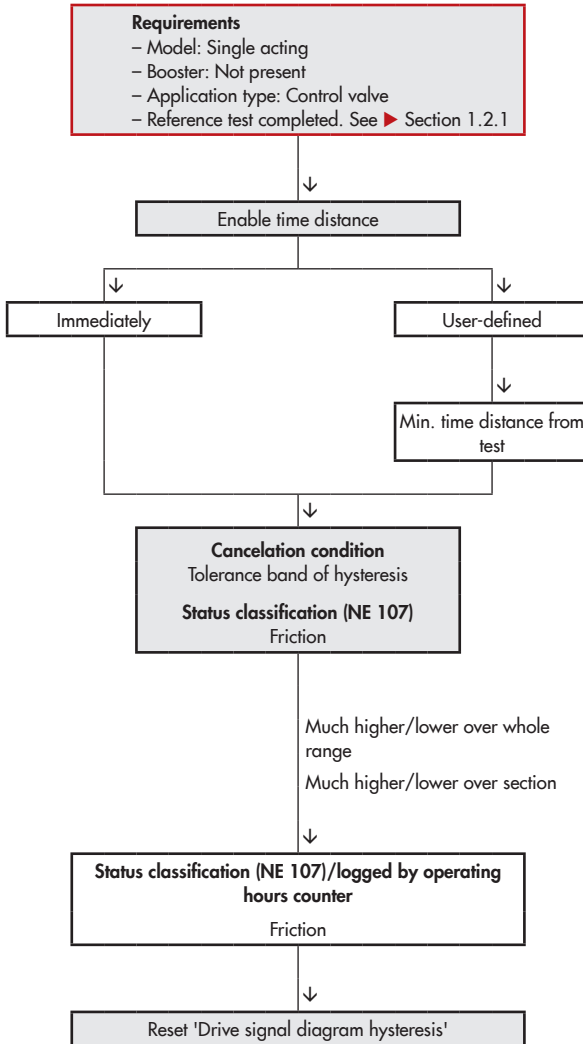 Requirements
– Model: Single acting
– Booster: Not present
– Application type: Control valve
– Reference test completed. See ▶ Section 1.2.1
Enable time distance
Immediately
User-defined
Min. time distance from
test
Cancelation condition
Tolerance band of hysteresis
Status classification (NE 107)
Friction
Much higher/lower over whole
range
Much higher/lower over section
Status classification (NE 107)/logged by operating
hours counter
Friction
Reset 'Drive signal diagram hysteresis'